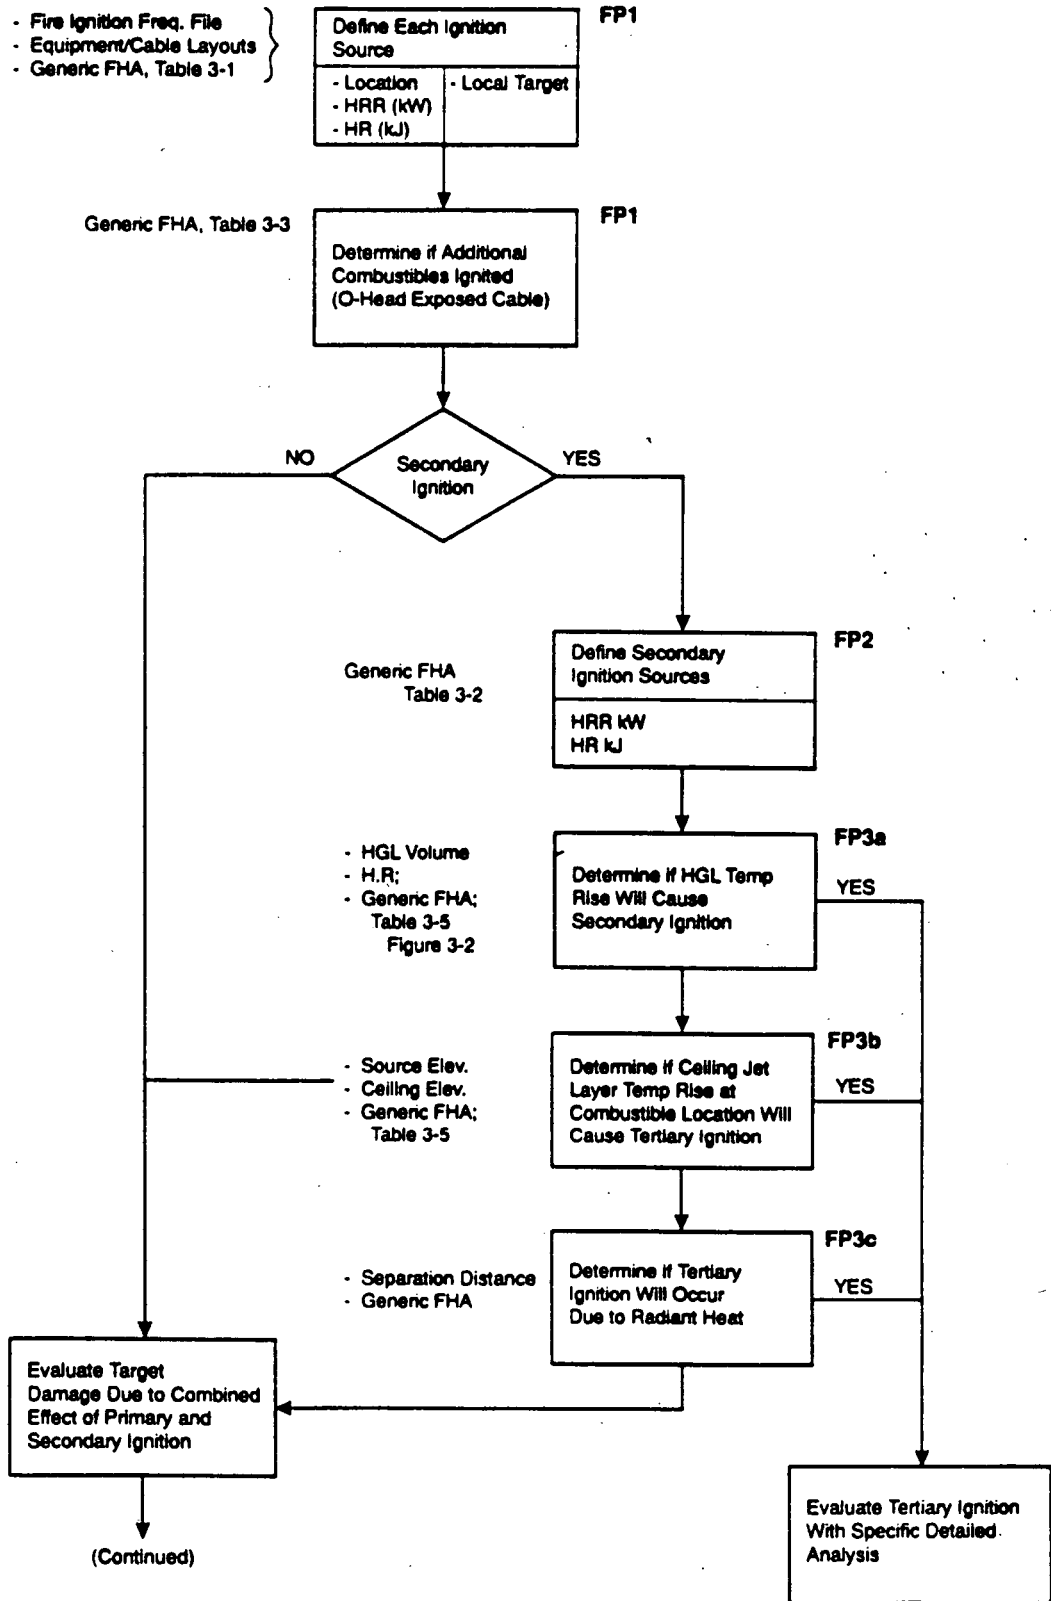 - Fire Ignition Freq. File
- Equipment/Cable Layouts
- Generic FHA, Table 3-1
FP1
Define Each Ignition
Source
- Location
- HRR (kW)
- HR (kJ)
- Local Target
Generic FHA, Table 3-3
FP1
Determine if Additional
Combustibles Ignited
(O-Head Exposed Cable)
NO
Secondary
Ignition
YES
Generic FHA
Table 3-2
FP2
Define Secondary
Ignition Sources
HRR kW
HR kJ
- HGL Volume
- H.R;
- Generic FHA;
Table 3-5
Figure 3-2
FP3a
Determine if HGL Temp
Rise Will Cause
Secondary Ignition
YES
- Source Elev.
- Ceiling Elev.
- Generic FHA;
Table 3-5
FP3b
Determine if Ceiling Jet
Layer Temp Rise at
Combustible Location Will
Cause Tertiary Ignition
YES
- Separation Distance
- Generic FHA
FP3c
Determine if Tertiary
Ignition Will Occur
Due to Radiant Heat
YES
Evaluate Target
Damage Due to Combined
Effect of Primary and
Secondary Ignition
(Continued)
Evaluate Tertiary Ignition
With Specific Detailed
Analysis